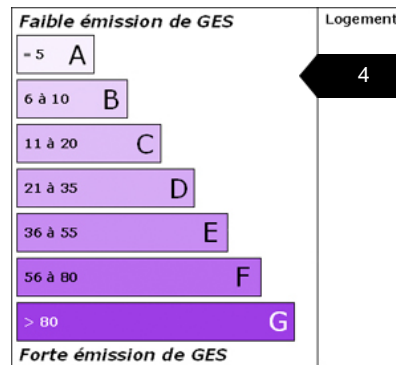 Faible émission de GES
Logement
= 5 A
4
6 à 10 B
11 à 20 C
21 à 35 D
36 à 55 E
56 à 80 F
> 80 G
Forte émission de GES